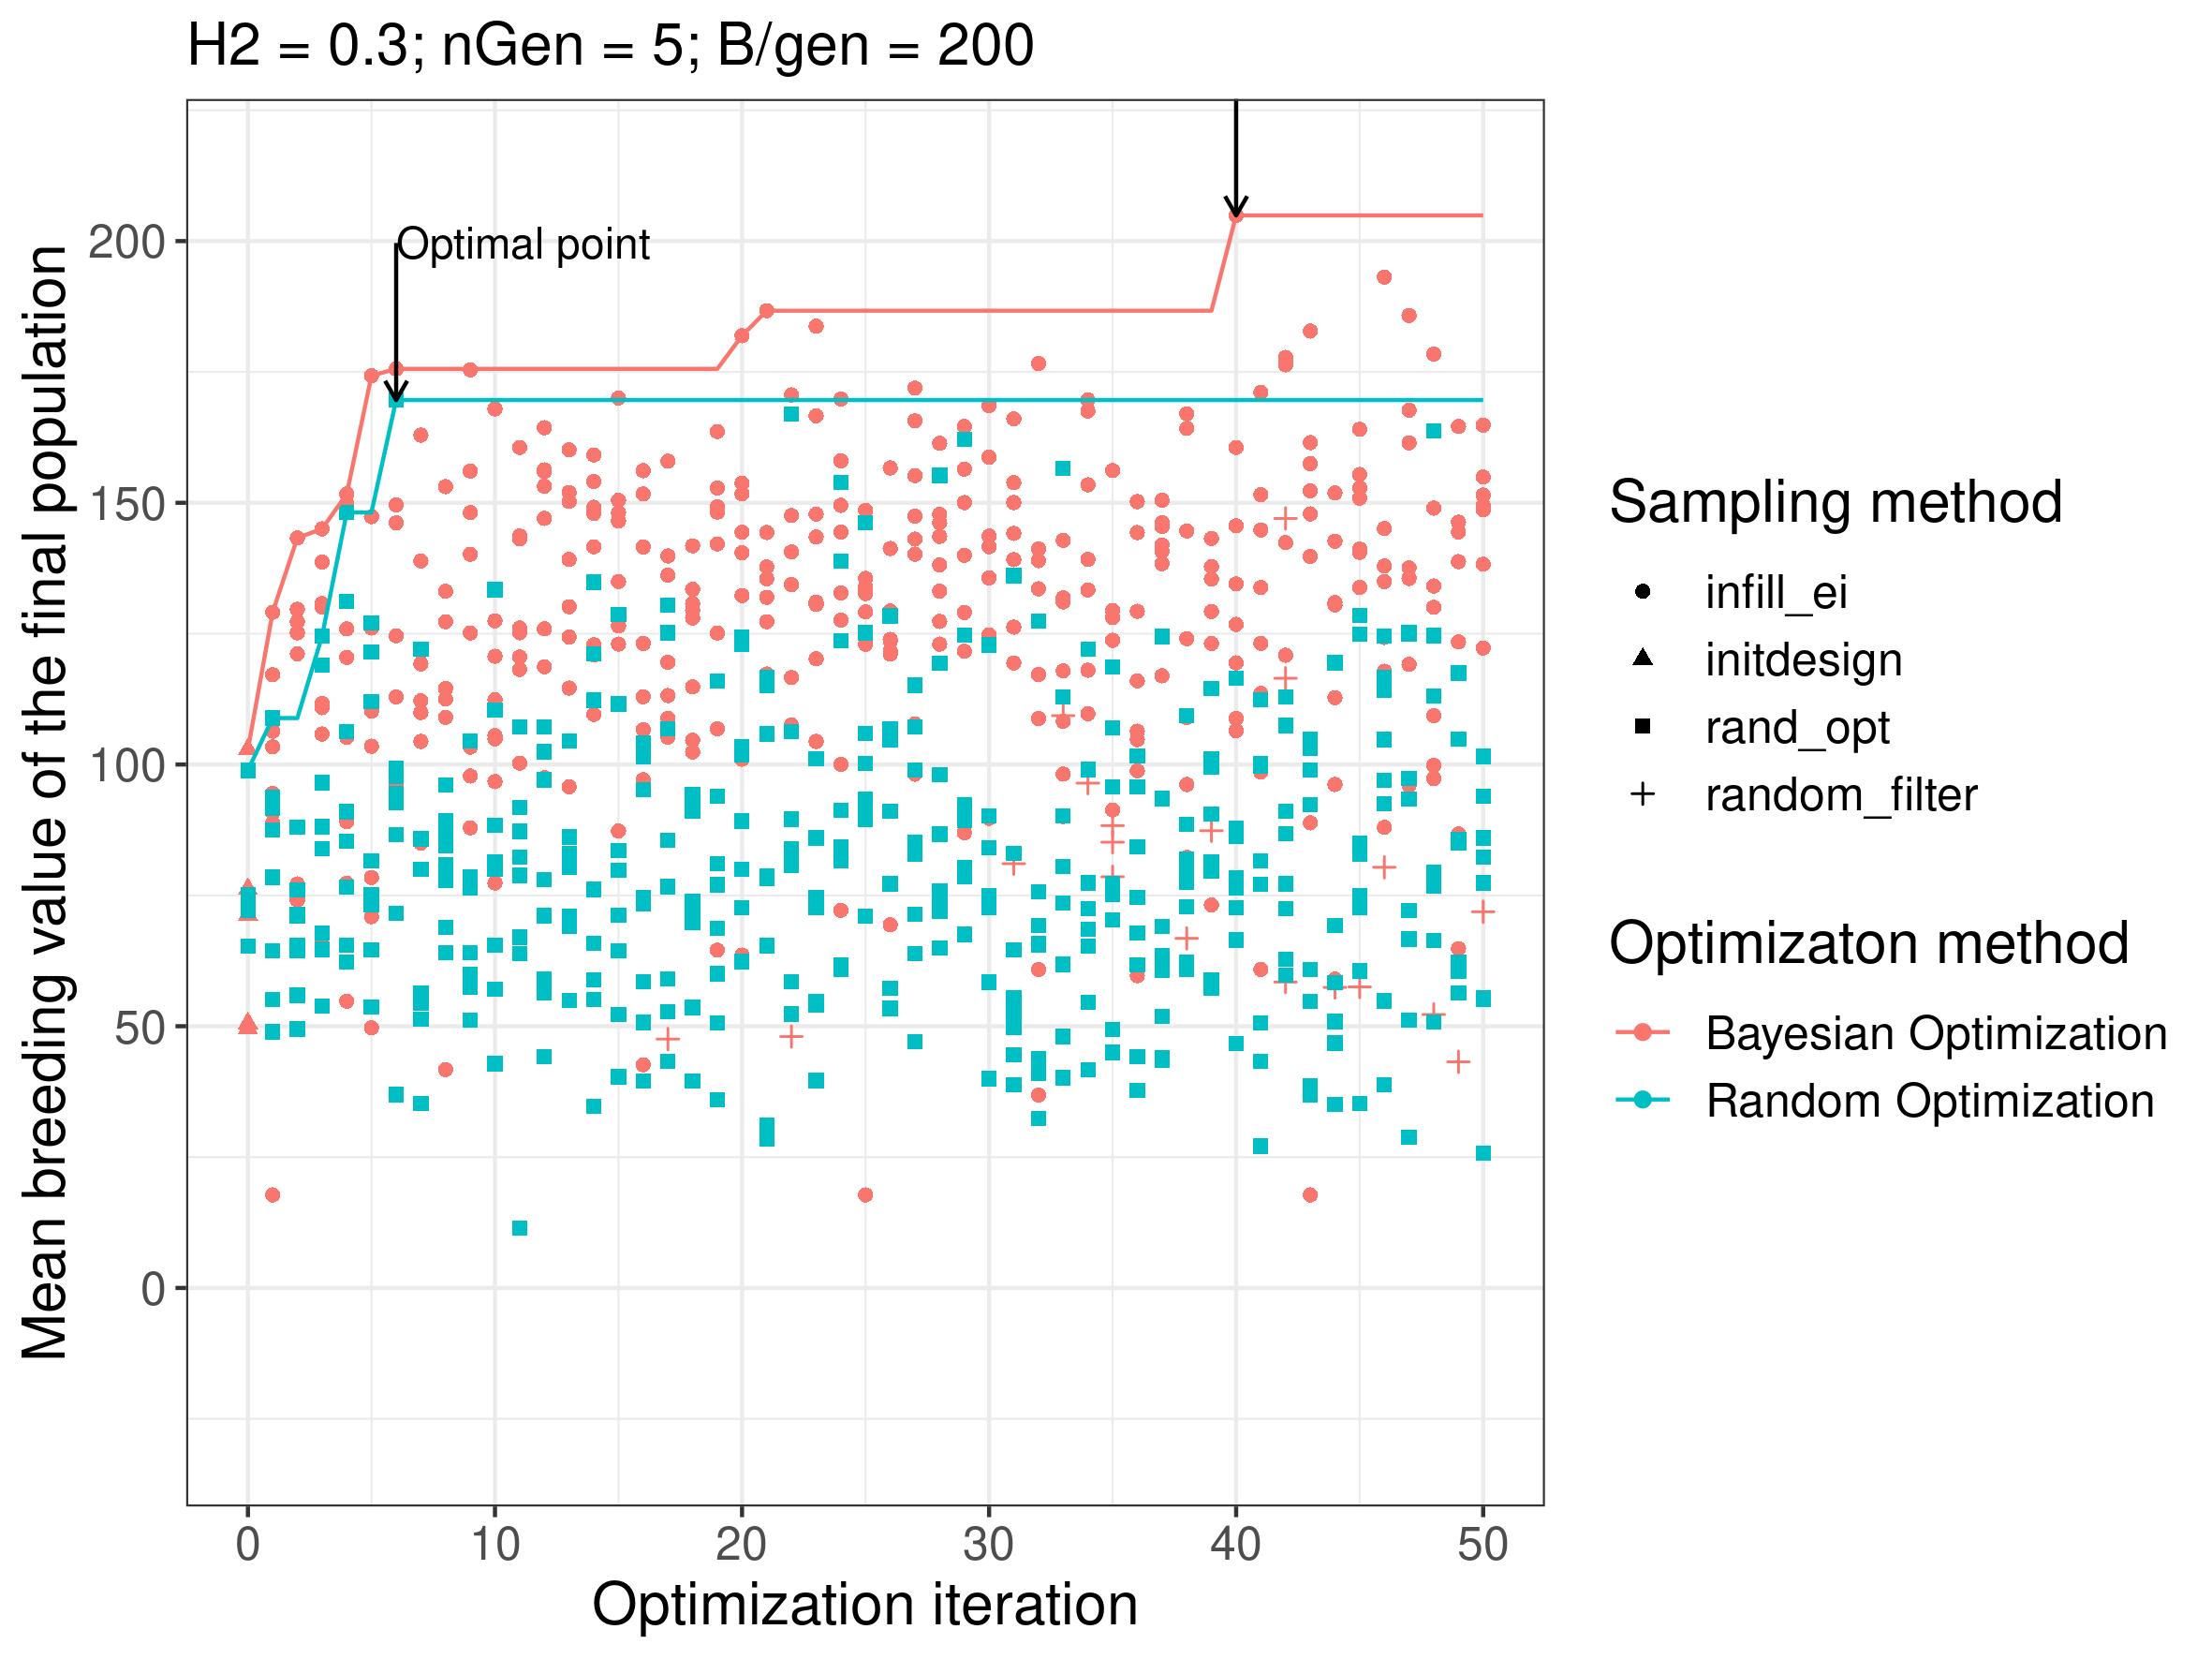 H2 = 0.3; nGen = 5; B/gen = 200
Mean breeding value of the final population
200
150
100
50
0
Optimal point
0 10 20 30 40 50
Optimization iteration
Sampling method
infill_ei
initdesign
rand_opt
random_filter
Optimizaton method
Bayesian Optimization
Random Optimization